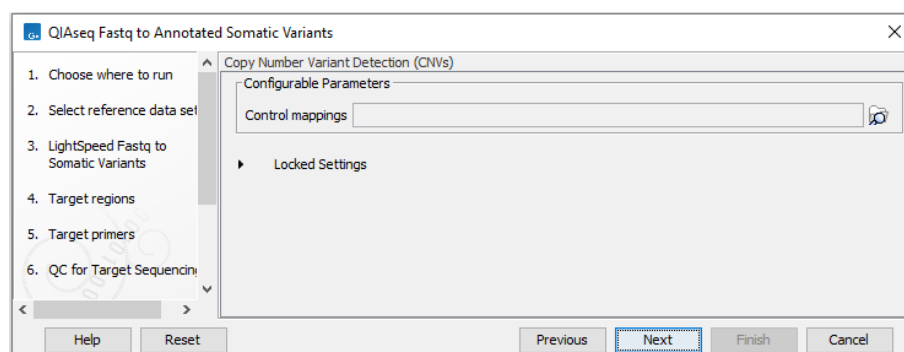 QIAseq Fastq to Annotated Somatic Variants
1. Choose where to run
2. Select reference data set
3. LightSpeed Fastq to
Somatic Variants
4. Target regions
5. Target primers
6. QC for Target Sequencing
Copy Number Variant Detection (CNVs)
Configurable Parameters
Control mappings
Locked Settings
Help
Reset
Previous
Next
Finish
Cancel